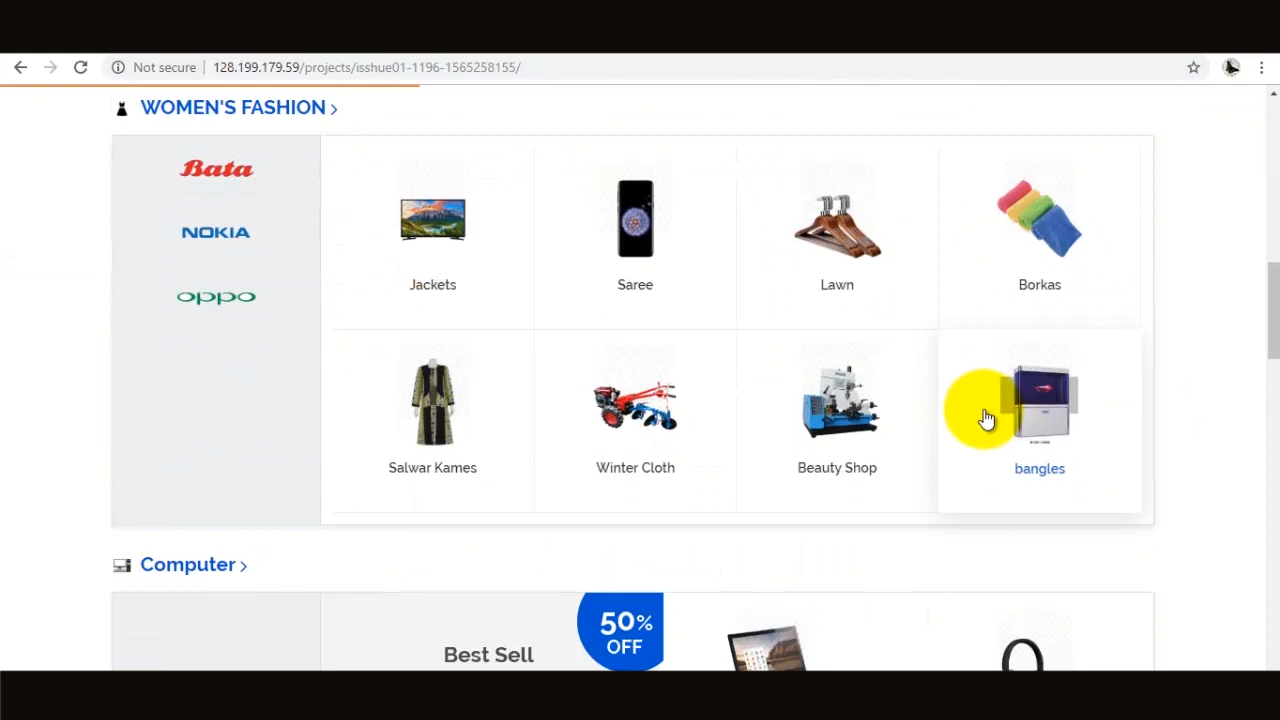 Not secure
128.199.179.59/projects/isshue01-1196-1565258155/
WOMEN'S FASHION
Bata
NOKIA
oppo
Jackets
Saree
Lawn
Borkas
Salwar Kames
Winter Cloth
Beauty Shop
bangles
Computer
Best Sell
50%
OFF